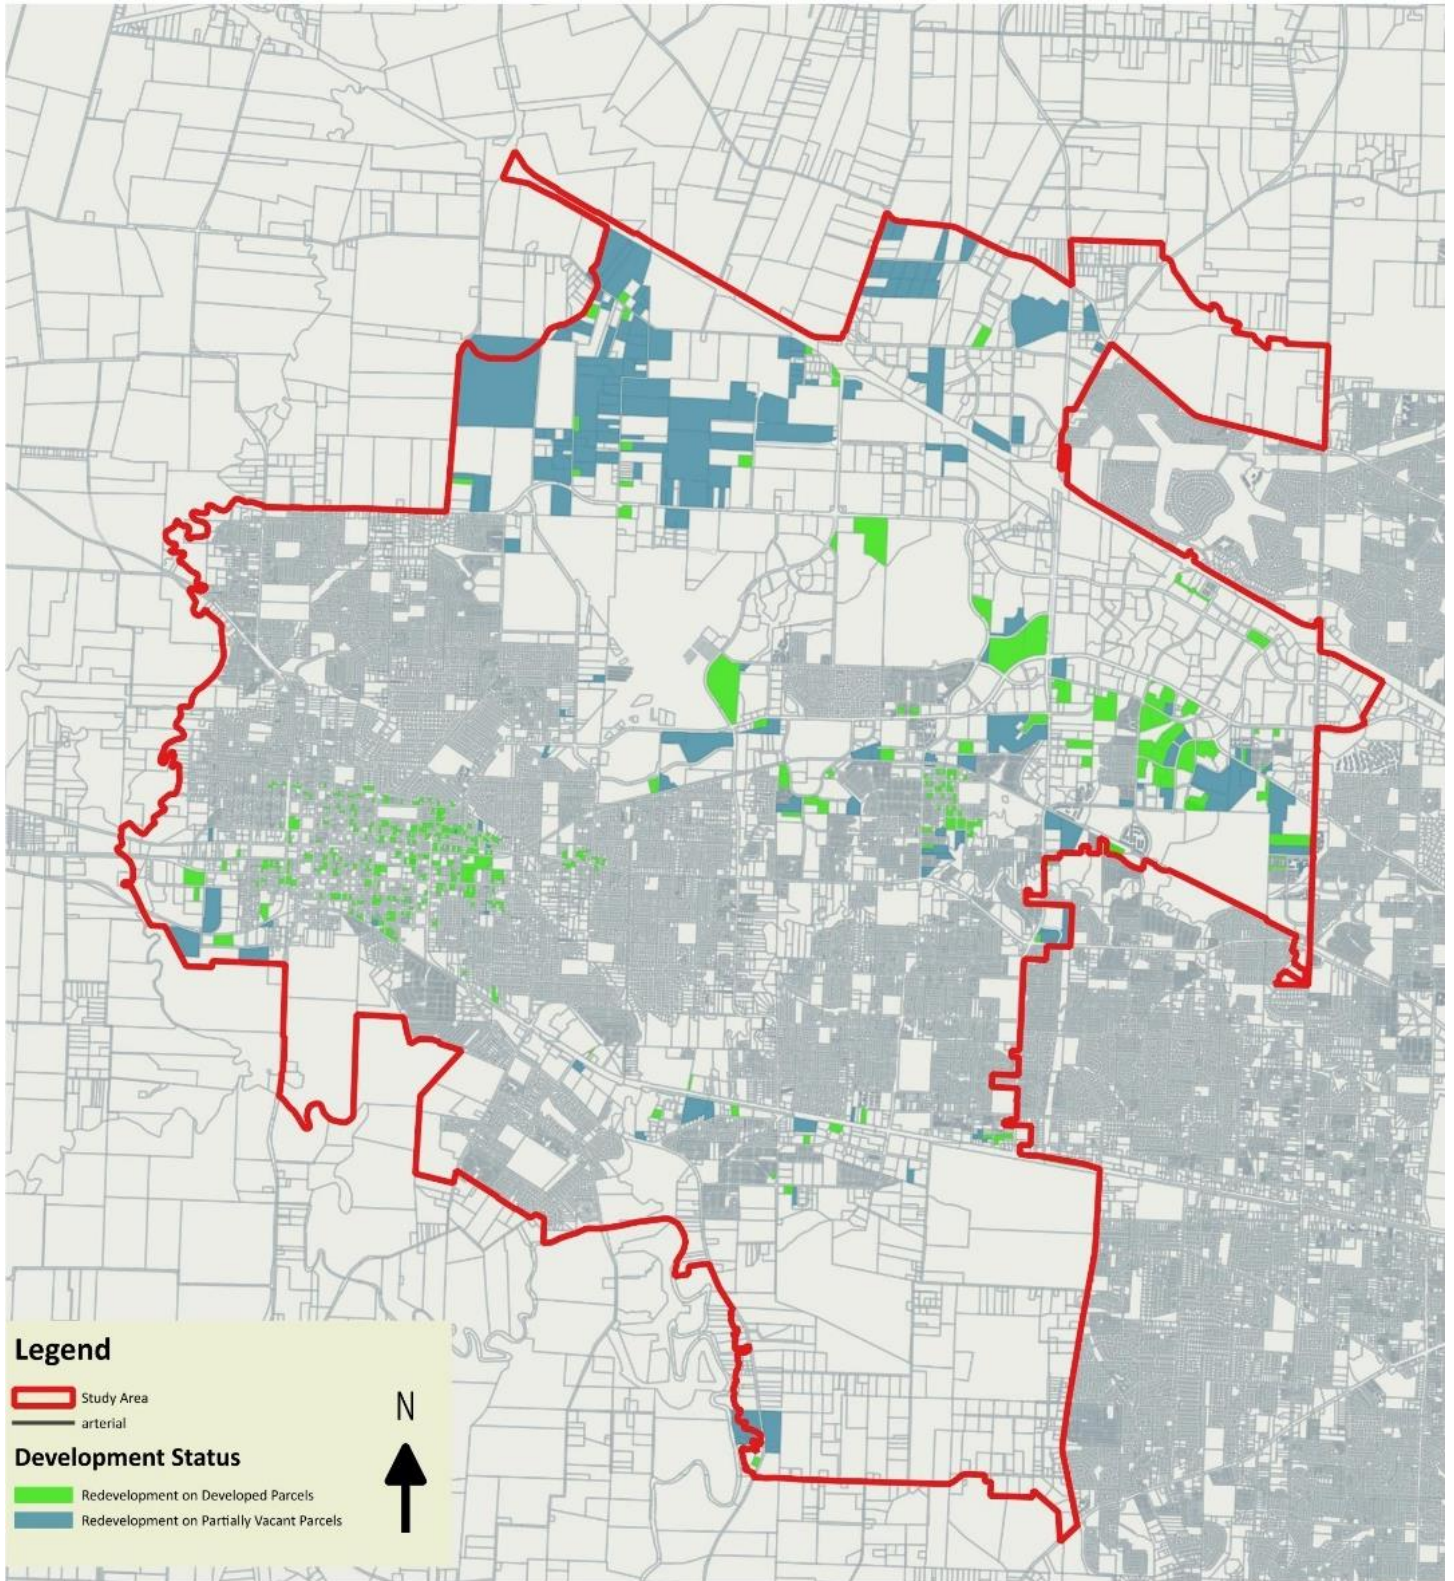 Legend
Study Area
arterial
N
Development Status
Redevelopment on Developed Parcels
Redevelopment on Partially Vacant Parcels